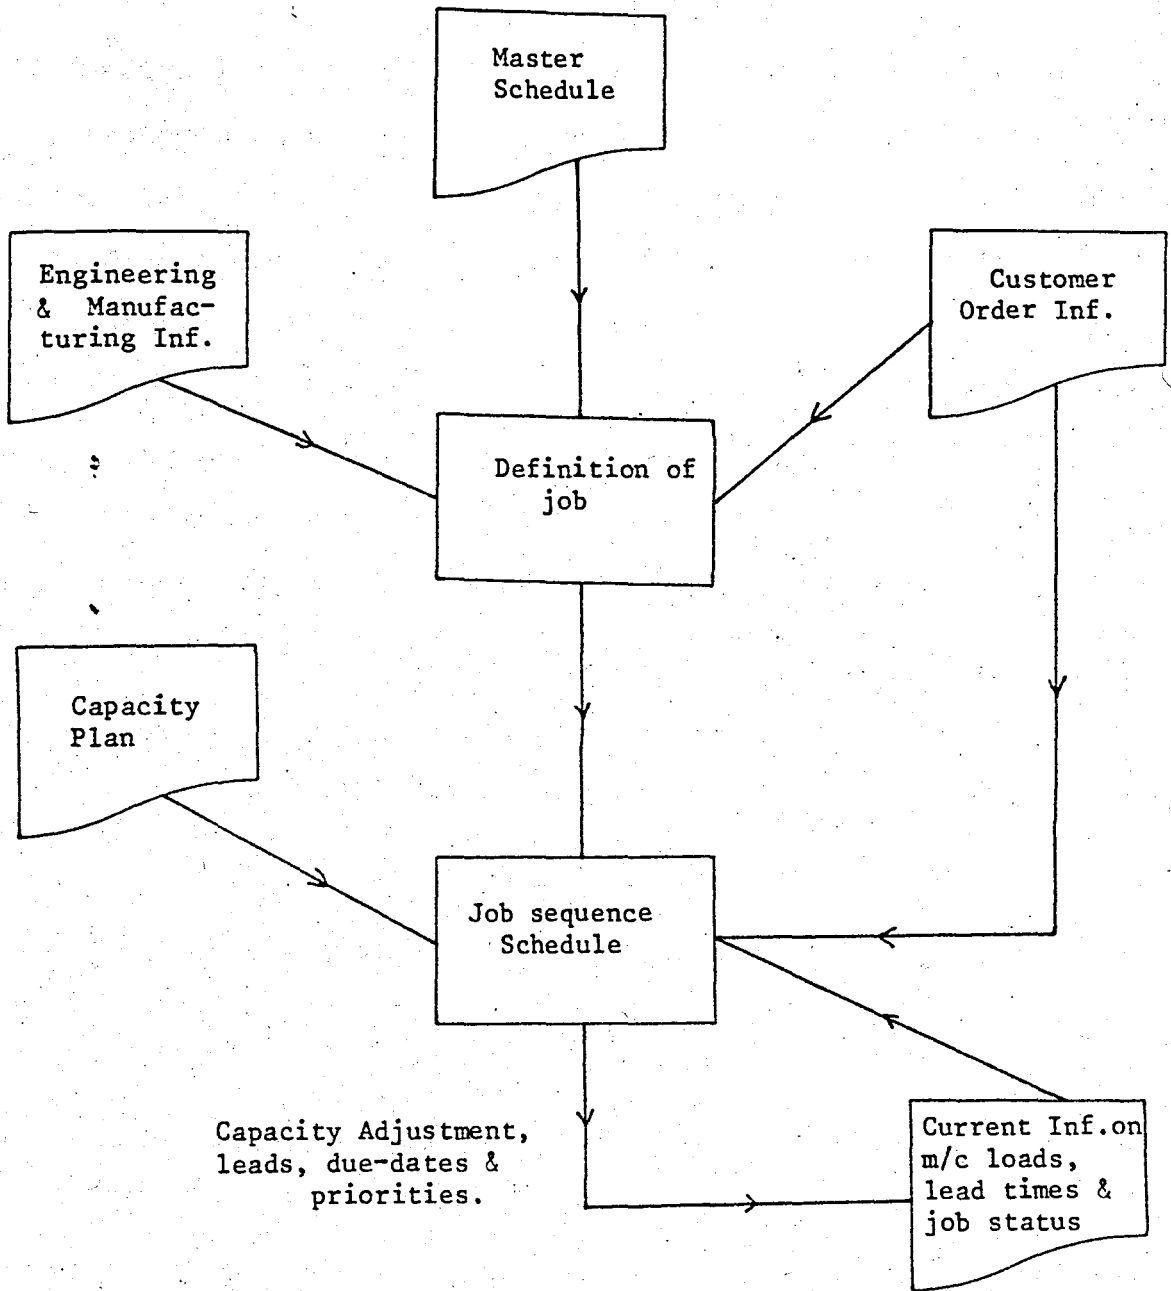 Master
Schedule
Engineering
& Manufac-
turing Inf.
Customer
Order Inf.
Definition of
job
Capacity
Plan
Job sequence
Schedule
Capacity Adjustment,
leads, due-dates &
priorities.
Current Inf.on
m/c loads,
lead times &
job status